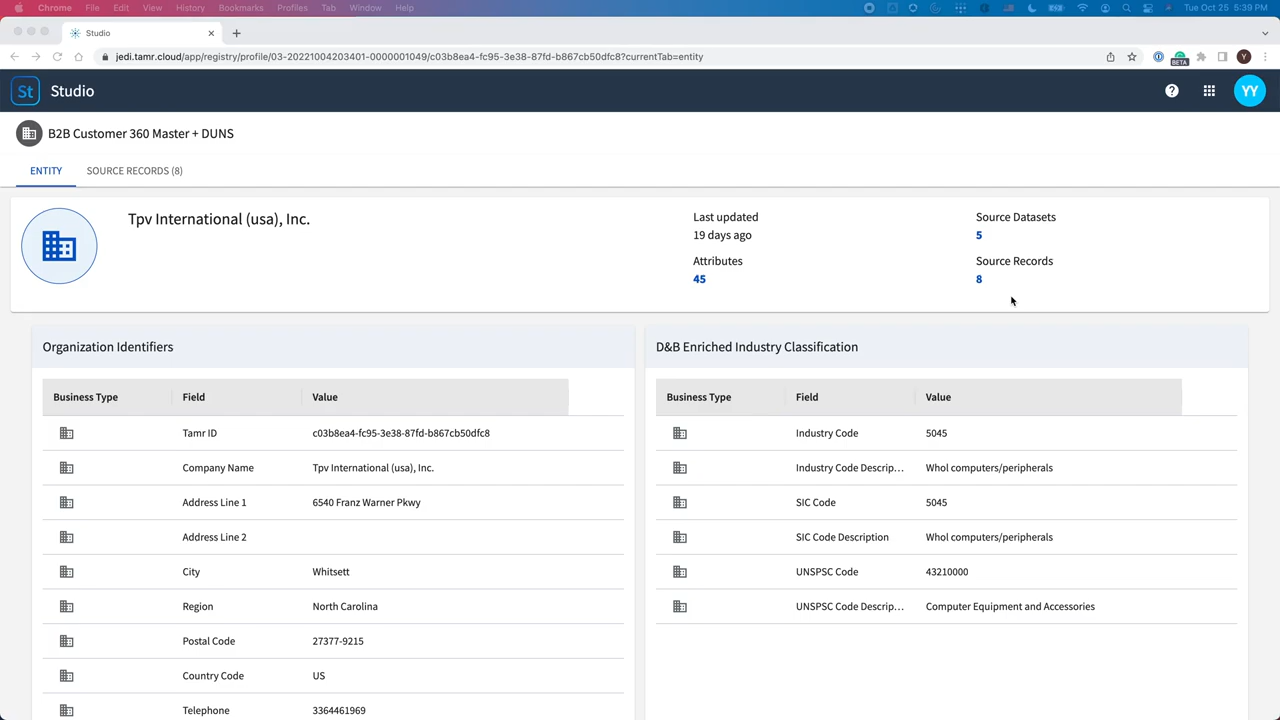 Chrome File Edit View History Bookmarks Profiles Tab Window Help Tue Oct 25 5:39 PM
Studio
jedi.tamr.cloud/app/registry/profile/03-20221004203401-0000001049/c03b8ea4-fc95-3e38-87fd-b867cb50dfc8?currentTab=entity BETA Y
St Studio YY
B2B Customer 360 Master + DUNS
ENTITY SOURCE RECORDS (8)
Tpv International (usa), Inc.
Last updated
19 days ago
Attributes
45
Source Datasets
5
Source Records
8
Organization Identifiers
Business Type Field Value
Tamr ID c03b8ea4-fc95-3e38-87fd-b867cb50dfc8
Company Name Tpv International (usa), Inc.
Address Line 1 6540 Franz Warner Pkwy
Address Line 2
City Whitsett
Region North Carolina
Postal Code 27377-9215
Country Code US
Telephone 3364461969
D&B Enriched Industry Classification
Business Type Field Value
Industry Code 5045
Industry Code Descrip... Whol computers/peripherals
SIC Code 5045
SIC Code Description Whol computers/peripherals
UNSPSC Code 43210000
UNSPSC Code Descrip... Computer Equipment and Accessories